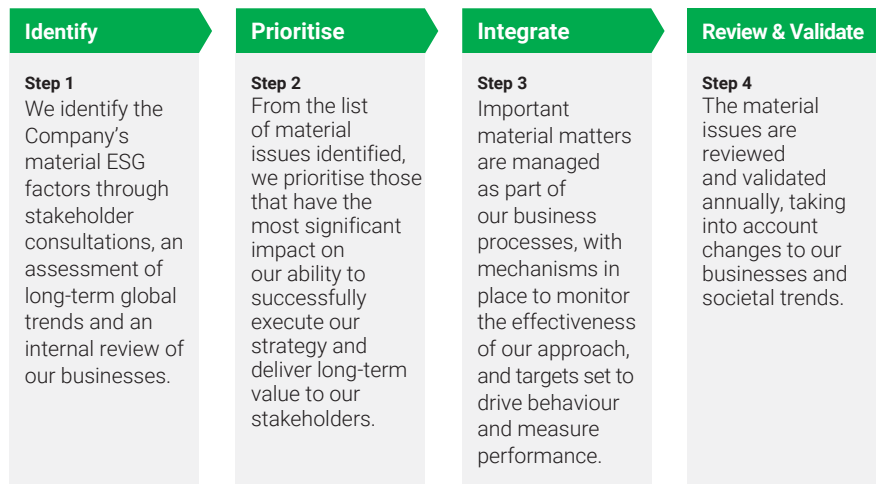 Identify
Step 1
We identify the
Company's
material ESG
factors through
stakeholder
consultations, an
assessment of
long-term global
trends and an
internal review of
our businesses.
Prioritise
Step 2
From the list
of material
issues identified,
we prioritise those
that have the
most significant
impact on
our ability to
successfully
execute our
strategy and
deliver long-term
value to our
stakeholders.
Integrate
Step 3
Important
material matters
are managed
as part of
our business
processes, with
mechanisms in
place to monitor
the effectiveness
of our approach,
and targets set to
drive behaviour
and measure
performance.
Review & Validate
Step 4
The material
issues are
reviewed
and validated
annually, taking
into account
changes to our
businesses and
societal trends.